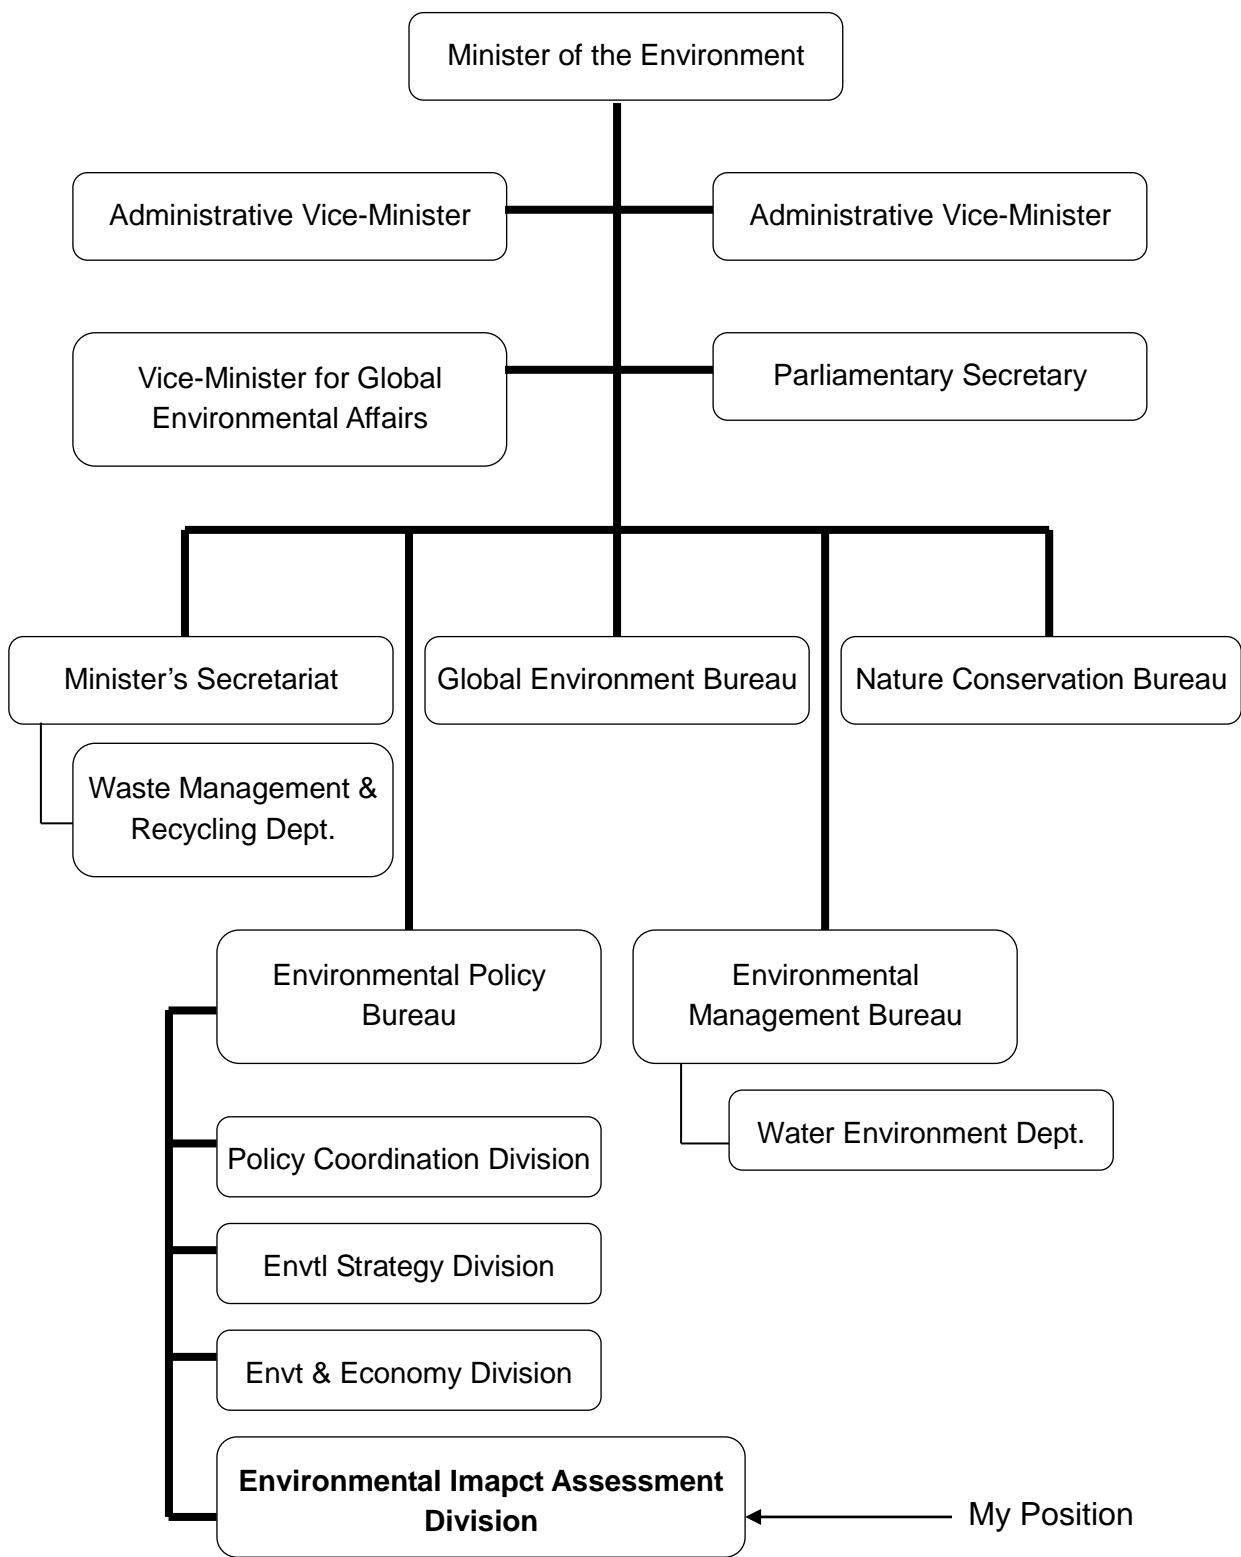 Minister of the Environment
Administrative Vice-Minister
Administrative Vice-Minister
Vice-Minister for Global
Environmental Affairs
Parliamentary Secretary
Minister’s Secretariat
Global Environment Bureau
Nature Conservation Bureau
Waste Management &
Recycling Dept.
Environmental Policy
Bureau
Environmental
Management Bureau
Water Environment Dept.
Policy Coordination Division
Envtl Strategy Division
Envt & Economy Division
Environmental Imapct Assessment
Division
My Position